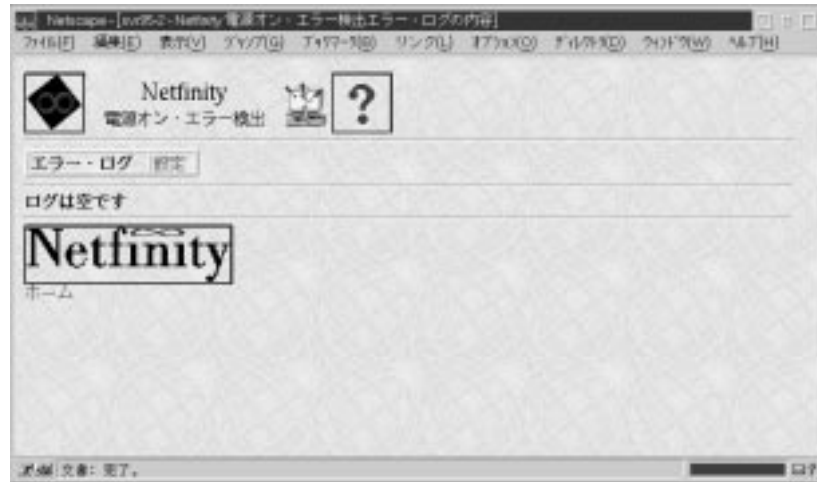 Netscape - [svr95-2 - Netfinity 電源オン・エラー検出エラー・ログの内容]
ファイル[F] 編集(E) 表示(V) ジャンプ(G) ブックマーク(B) リンク(L) オプション(O) ディレクトリ(D) ウィンドウ(W) ヘルプ(H)
Netfinity
電源オン・エラー検出
?
エラー・ログ 設定
ログは空です
Netfinity
ホーム
文書: 完了。